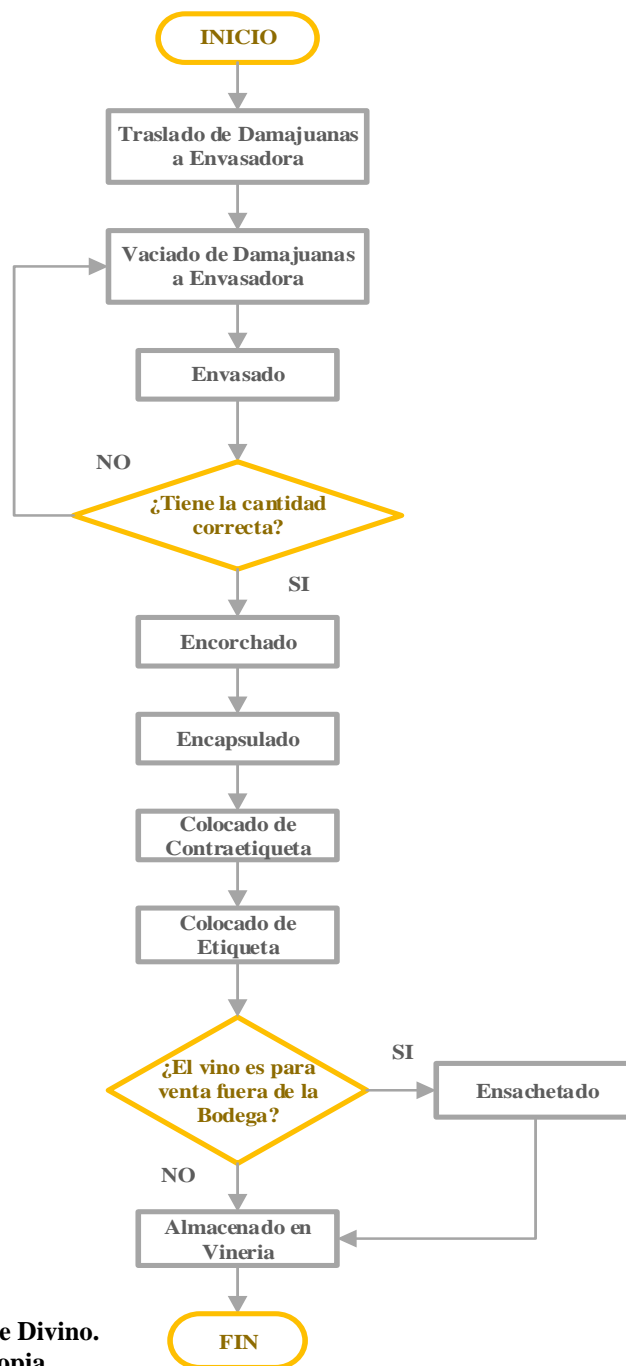 INICIO
Traslado de Damajuanas
a Envasadora
Vaciado de Damajuanas
a Envasadora
Envasado
NO
¿Tiene la cantidad
correcta?
SI
Encorchado
Encapsulado
Colocado de
Contraetiqueta
Colocado de
Etiqueta
¿El vino es para
venta fuera de la
Bodega?
SI
Ensachetado
NO
Almacenado en
Vineria
FIN
e Divino.
opia